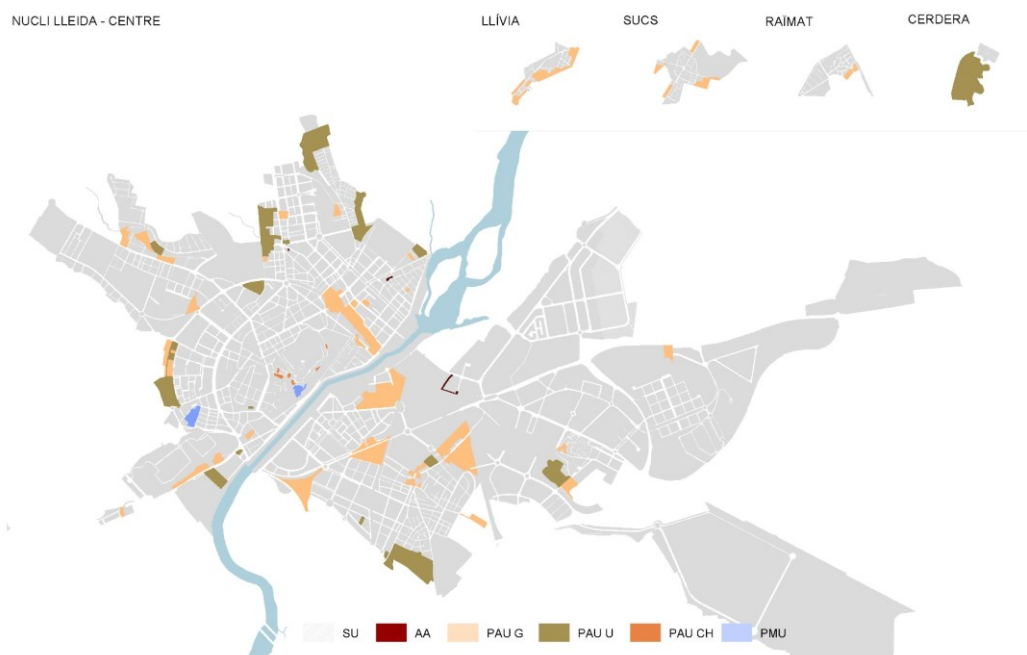 NUCLI LLEIDA - CENTRE
LLÍVIA
SUCS
RAÏMAT
CERDERA
SU
AA
PAU G
PAU U
PAU CH
PMU